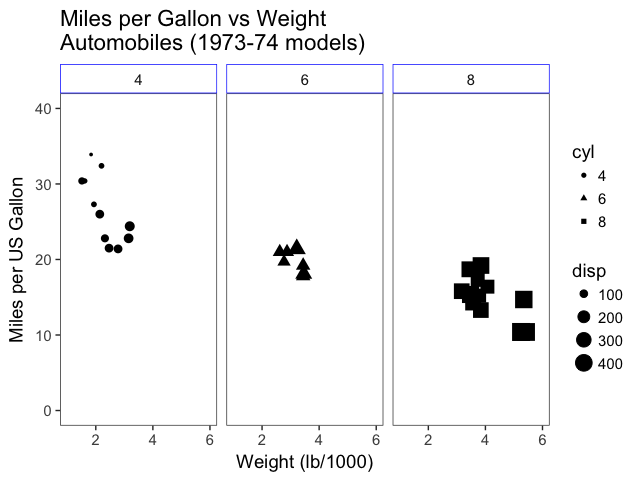 Miles per Gallon vs Weight
Automobiles (1973-74 models)
4
6
8
40
30
20
10
0
Miles per US Gallon
2 4 6
2 4 6
2 4 6
Weight (lb/1000)
cyl
4
6
8
disp
100
200
300
400